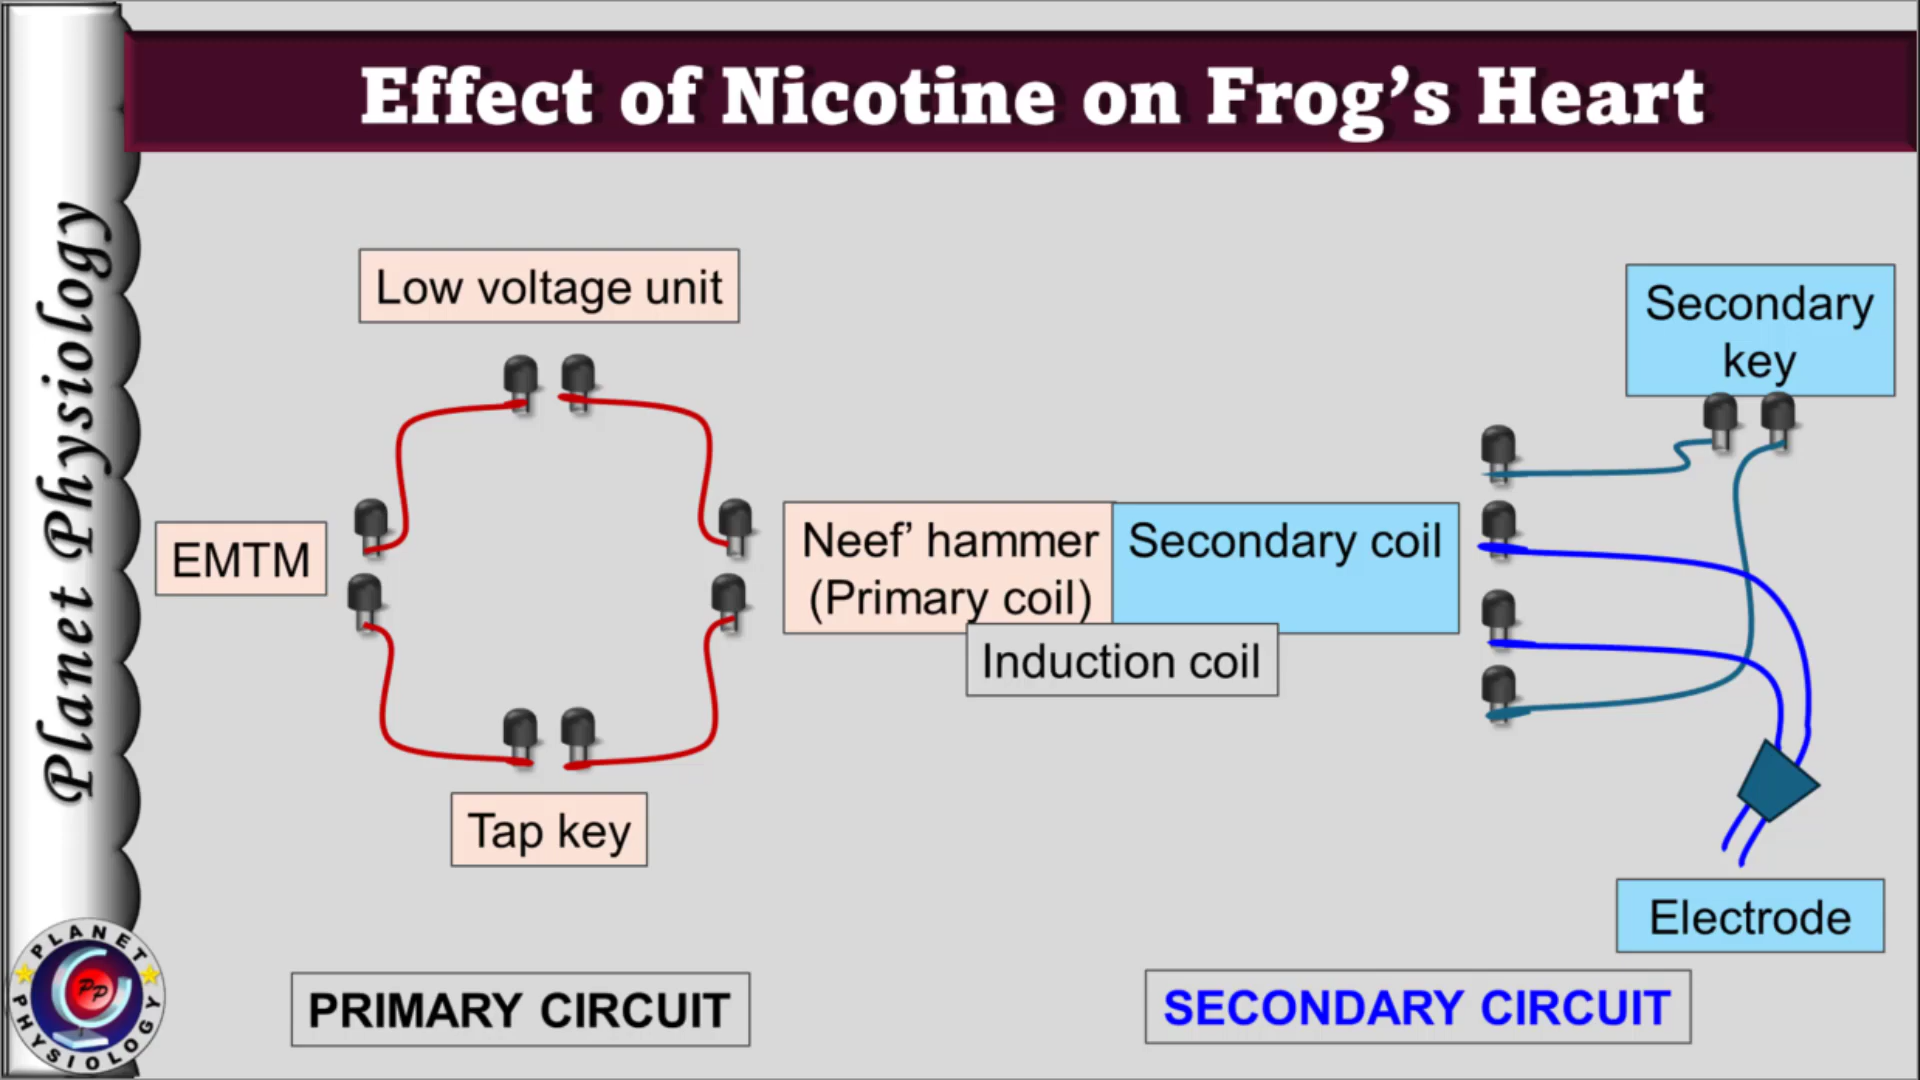 Effect of Nicotine on Frog's Heart
Planet Physiology
Low voltage unit
Secondary
key
EMTM
Neef' hammer
(Primary coil)
Secondary coil
Induction coil
Tap key
Electrode
PRIMARY CIRCUIT
SECONDARY CIRCUIT
PLANET
PHYSIOLOGY
PP